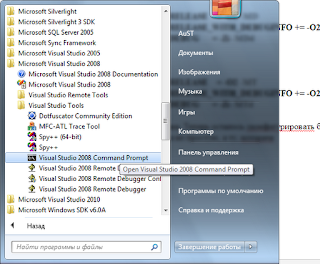 Microsoft Silverlight
Microsoft Silverlight 3 SDK
Microsoft SQL Server 2005
Microsoft Sync Framework
Microsoft Visual Studio 2005
Microsoft Visual Studio 2008
Microsoft Visual Studio 2008 Documentation
Microsoft Visual Studio 2008
Visual Studio Remote Tools
Visual Studio Tools
Dotfuscator Community Edition
MFC-ATL Trace Tool
Spy++ (64-bit)
Spy++
Visual Studio 2008 Command Prompt
Visual Studio 2008 Remote D
Visual Studio 2008 Remote Debugger Conf
Visual Studio 2008 Remote Debugger
Microsoft Visual Studio 2010
Microsoft Windows SDK v6.0A
Назад
Найти программы и файлы
AuST
Документы
Изображения
Музыка
Игры
Компьютер
Панель управления
Open Visual Studio 2008 Command Prompt
Программы по умолчанию
Справка и поддержка
Завершение работы
NFO += -O2
NFO += -O2